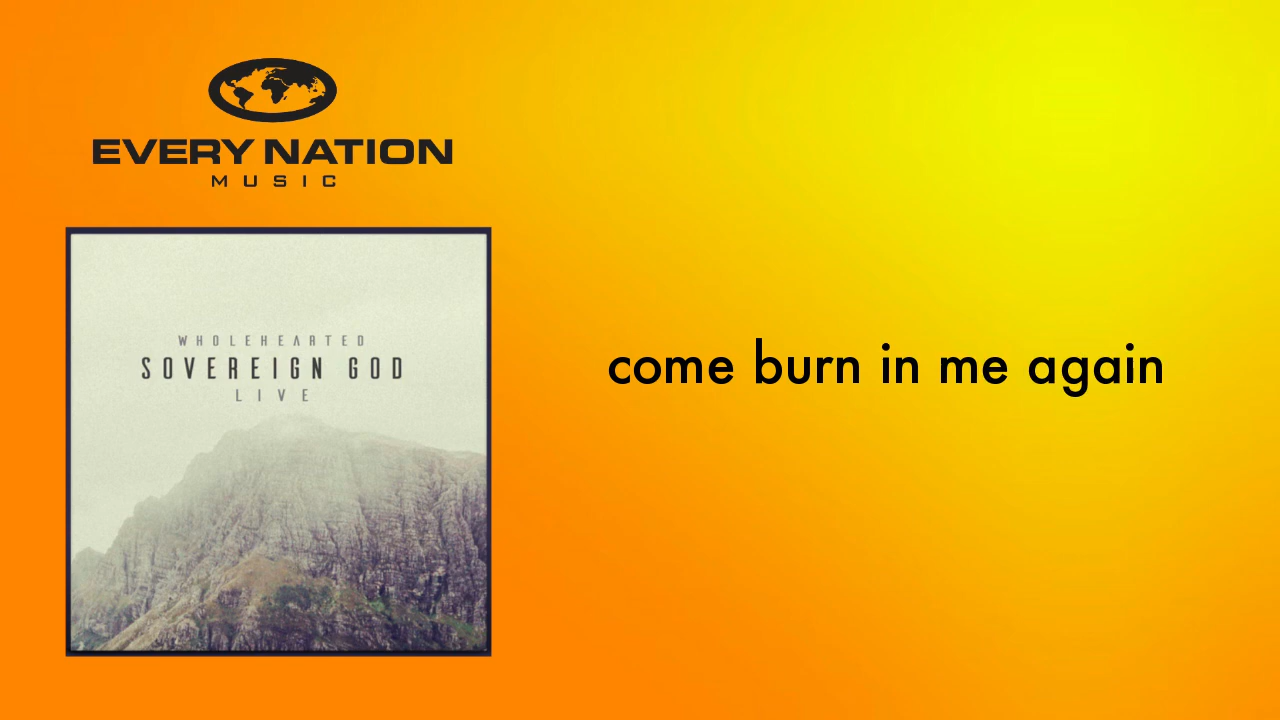 EVERY NATION
MUSIC
WHOLEHEARTED
SOVEREIGN GOD
LIVE
come burn in me again